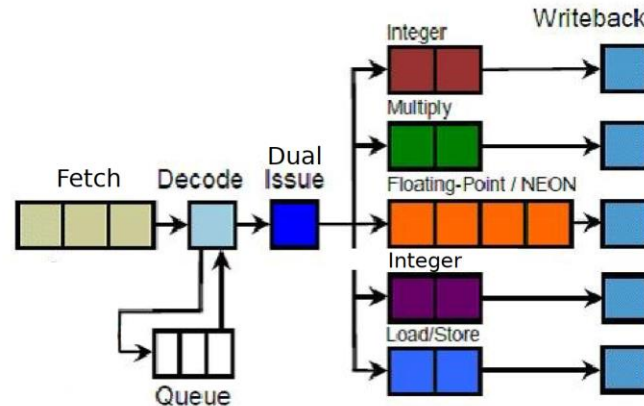 Writeback
Integer
Multiply
Dual
Fetch
Decode
Issue
Floating-Point / NEON
Integer
Load/Store
Queue